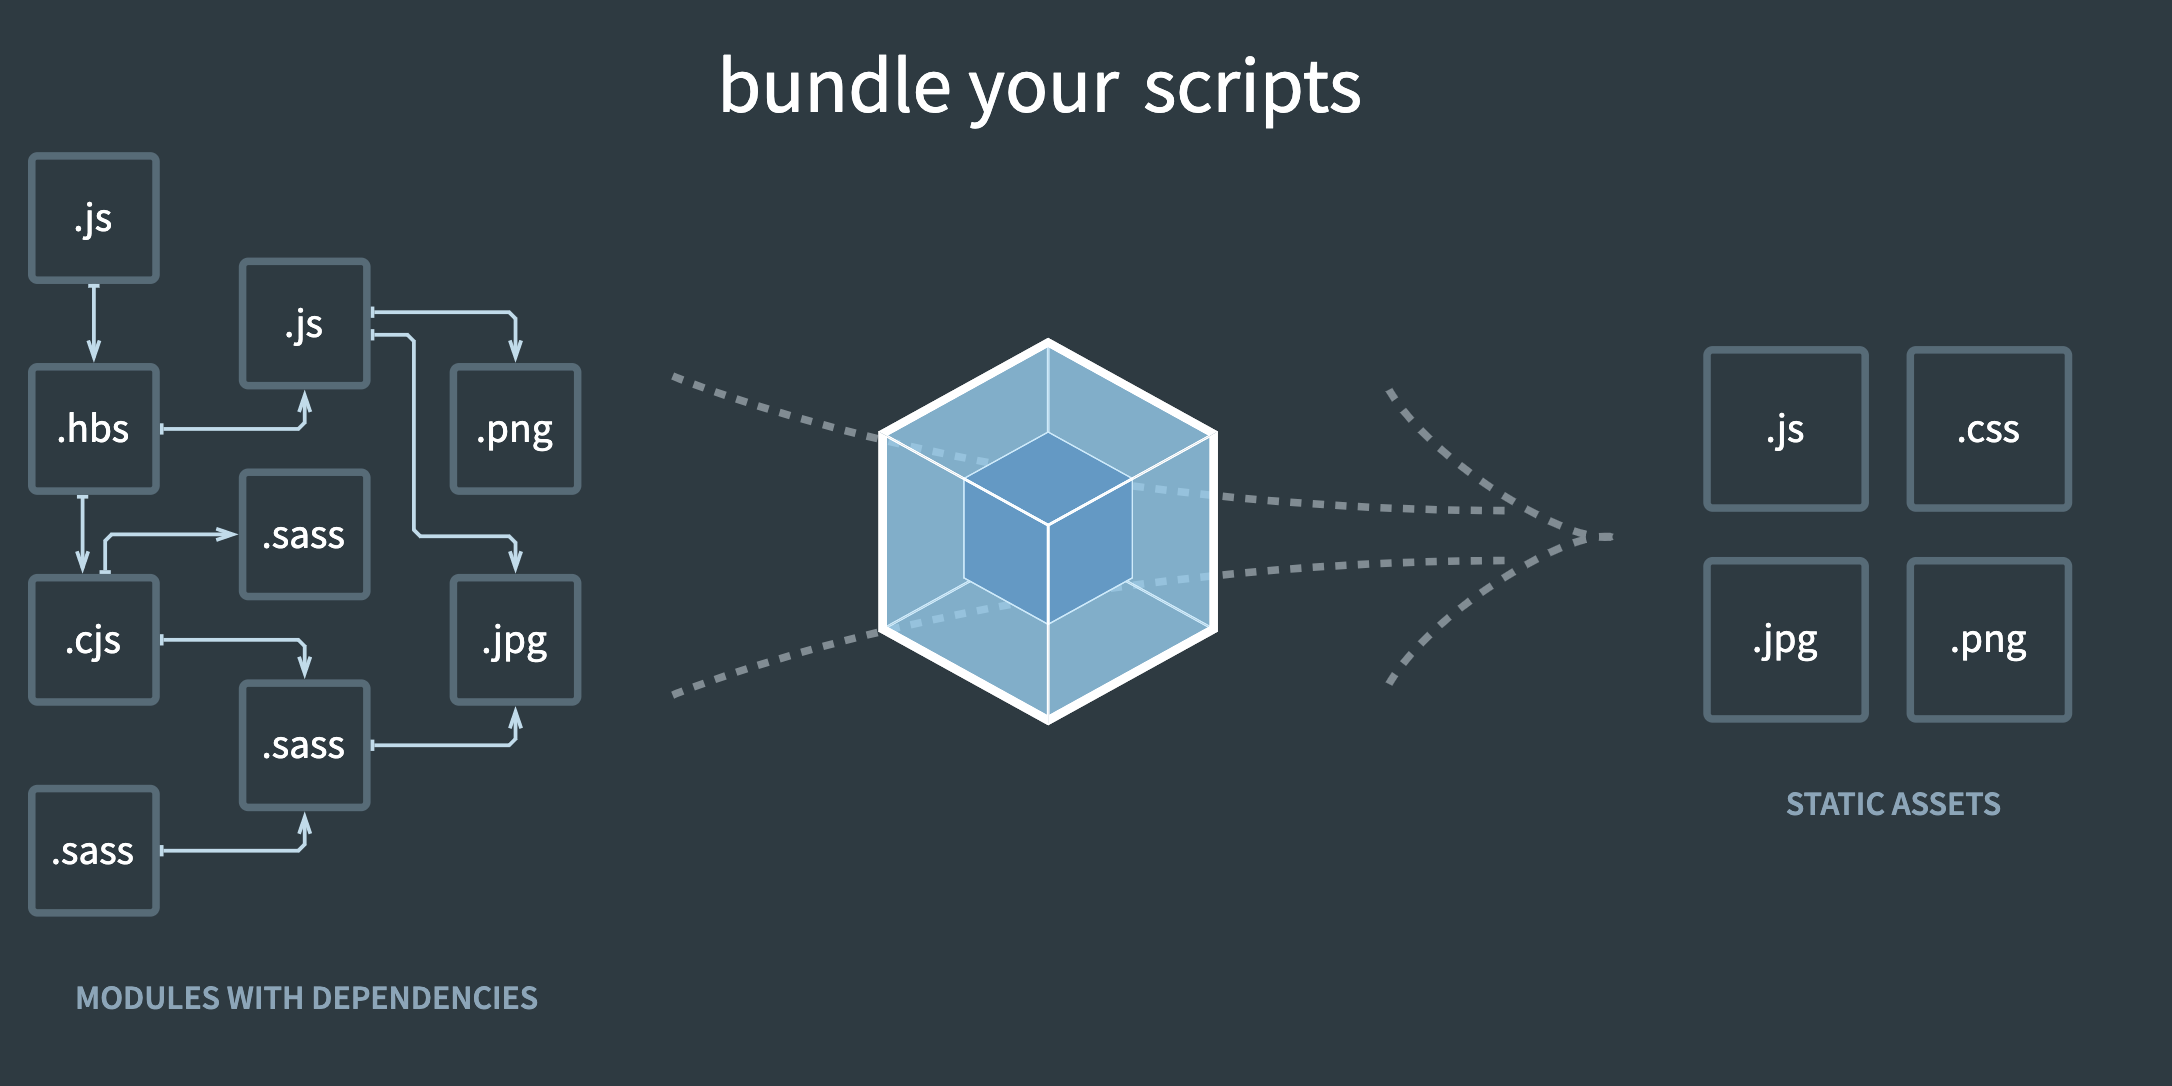 bundle your scripts
.js
.js
.hbs
.png
.sass
.cjs
.jpg
.sass
.sass
MODULES WITH DEPENDENCIES
.js
.css
.jpg
.png
STATIC ASSETS